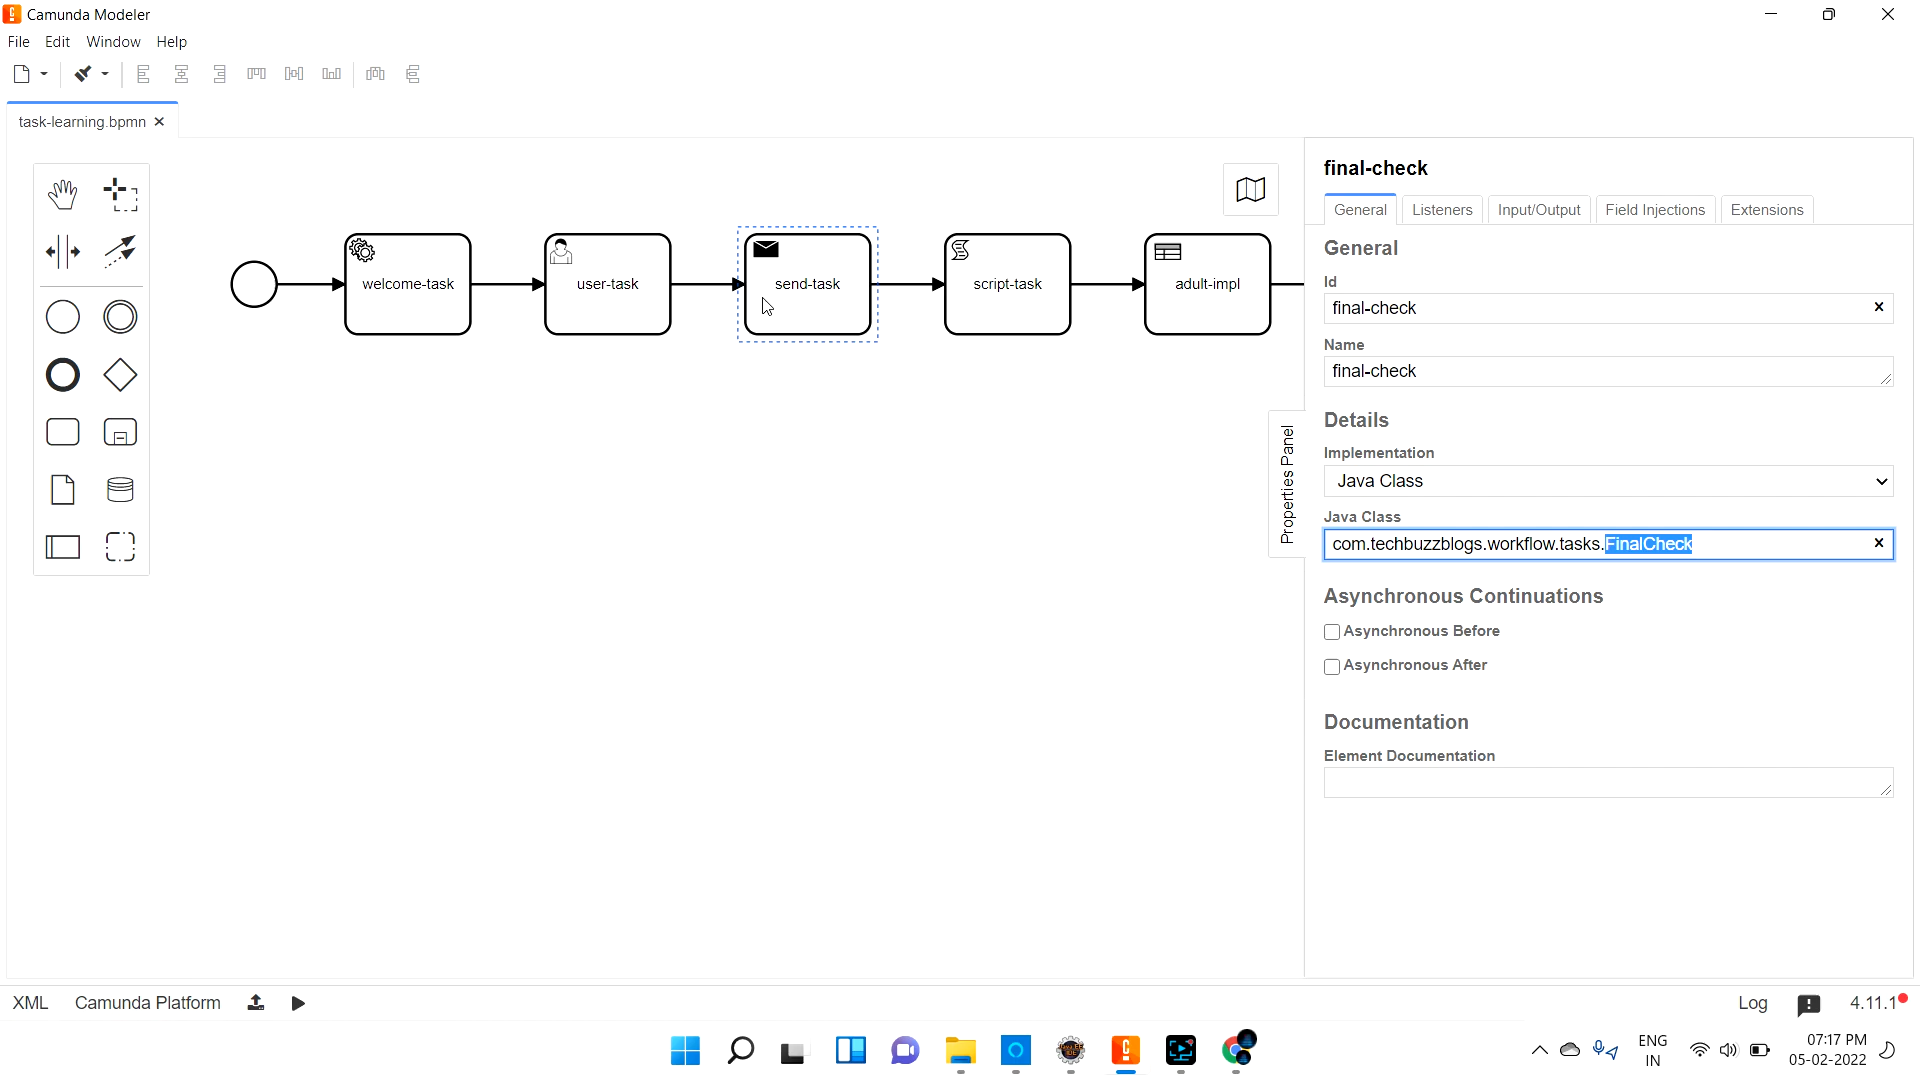 Camunda Modeler
File Edit Window Help
task-learning.bpmn
welcome-task
user-task
send-task
script-task
adult-impl
Properties Panel
final-check
General Listeners Input/Output Field Injections Extensions
General
Id
final-check
Name
final-check
Details
Implementation
Java Class
Java Class
com.techbuzzblogs.workflow.tasks.FinalCheck
Asynchronous Continuations
Asynchronous Before
Asynchronous After
Documentation
Element Documentation
XML Camunda Platform
Log 4.11.1
ENG
IN
07:17 PM
05-02-2022